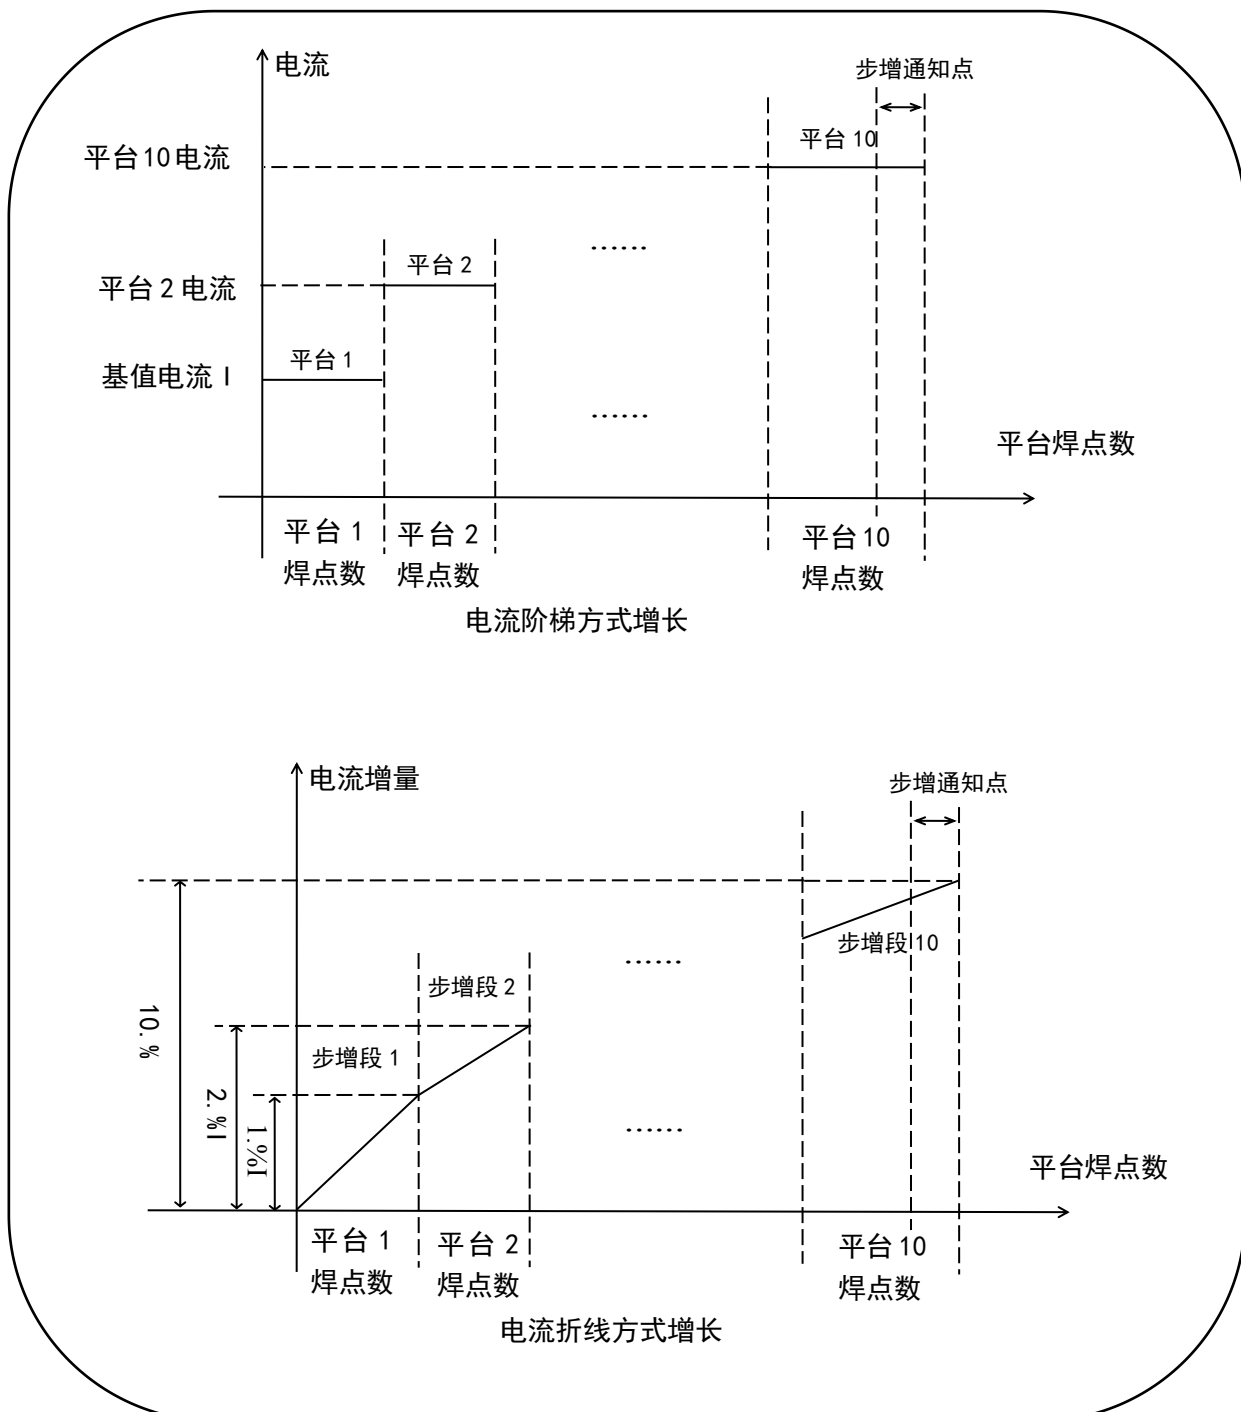 电流
步增通知点
平台10电流
平台 10
……
平台 2 电流
平台 2
基值电流 I
平台 1
……
平台焊点数
平台 1
焊点数
平台 2
焊点数
平台 10
焊点数
电流阶梯方式增长
电流增量
步增通知点
步增段 10
……
步增段 2
10. %
步增段 1
2. %I
1.%I
……
平台焊点数
平台 1
焊点数
平台 2
焊点数
平台 10
焊点数
电流折线方式增长